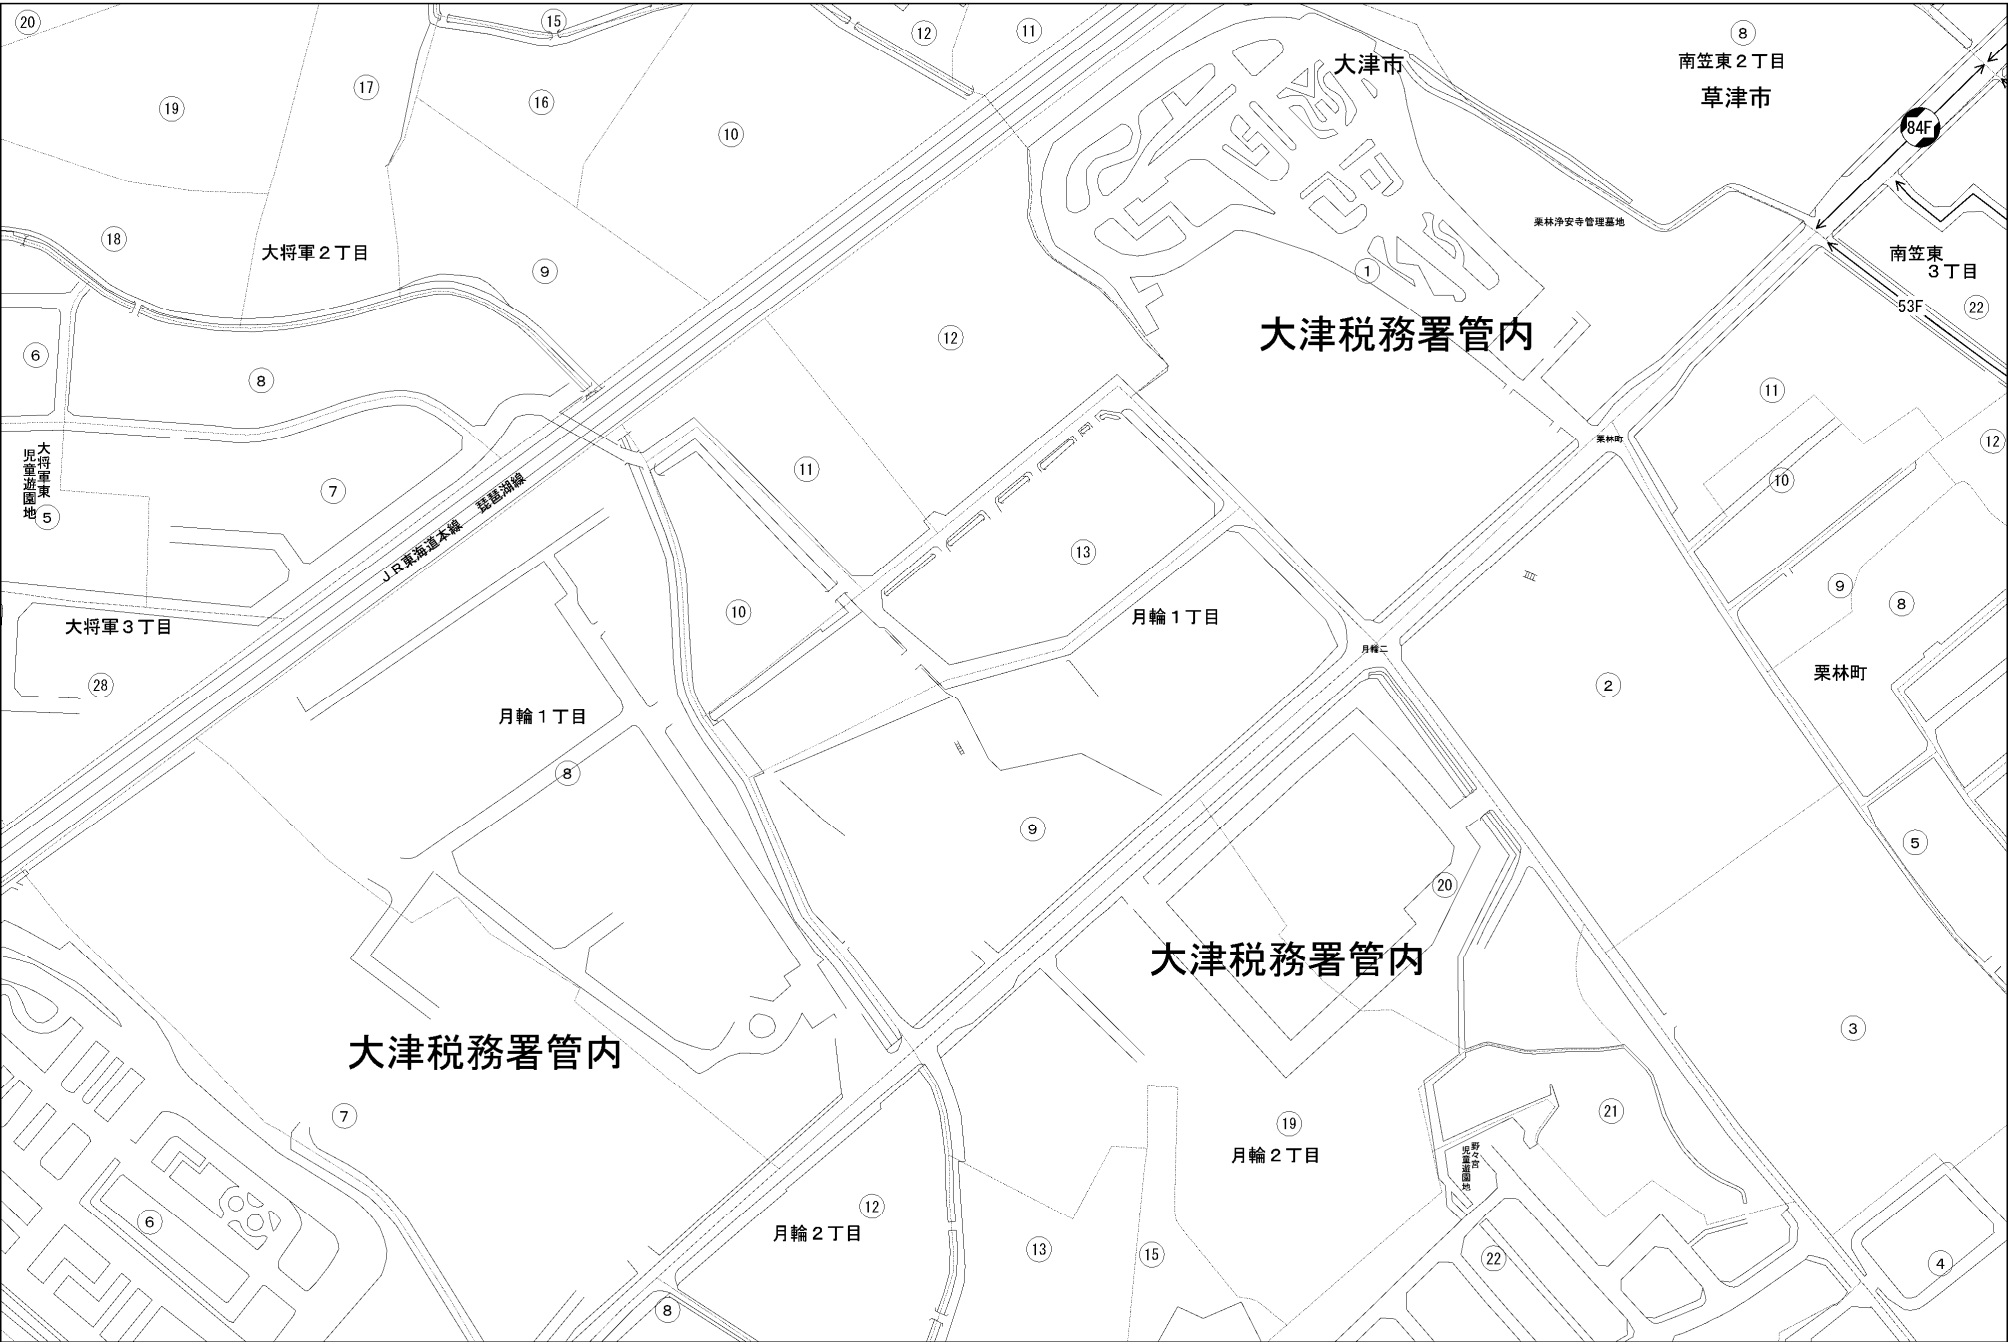 20
15
12
11
大津市
8
南笠東２丁目
草津市
84F
17
19
16
10
18
大将軍２丁目
9
栗林浄安寺管理墓地
南笠東
３丁目
1
53F
22
6
8
12
大津税務署管内
11
大将軍東
児童遊園地
5
7
ＪＲ東海道本線　琵琶湖線
11
栗林町
10
12
13
9
8
大将軍３丁目
10
月輪１丁目
月輪二
28
月輪１丁目
2
栗林町
8
9
20
5
大津税務署管内
大津税務署管内
3
7
19
月輪２丁目
21
野々宮
児童遊園地
6
12
月輪２丁目
13
15
22
4
8